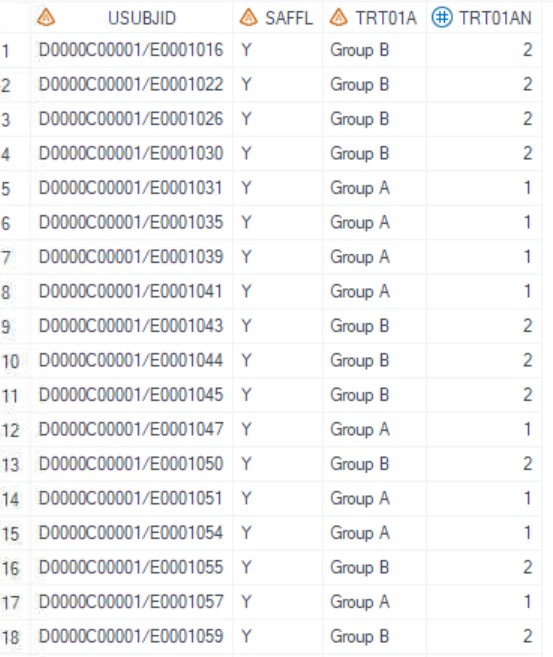 USUBJID SAFFL TRT01A TRT01AN
1 D0000C00001/E0001016 Y Group B 2
2 D0000C00001/E0001022 Y Group B 2
3 D0000C00001/E0001026 Y Group B 2
4 D0000C00001/E0001030 Y Group B 2
5 D0000C00001/E0001031 Y Group A 1
6 D0000C00001/E0001035 Y Group A 1
7 D0000C00001/E0001039 Y Group A 1
8 D0000C00001/E0001041 Y Group A 1
9 D0000C00001/E0001043 Y Group B 2
10 D0000C00001/E0001044 Y Group B 2
11 D0000C00001/E0001045 Y Group B 2
12 D0000C00001/E0001047 Y Group A 1
13 D0000C00001/E0001050 Y Group B 2
14 D0000C00001/E0001051 Y Group A 1
15 D0000C00001/E0001054 Y Group A 1
16 D0000C00001/E0001055 Y Group B 2
17 D0000C00001/E0001057 Y Group A 1
18 D0000C00001/E0001059 Y Group B 2